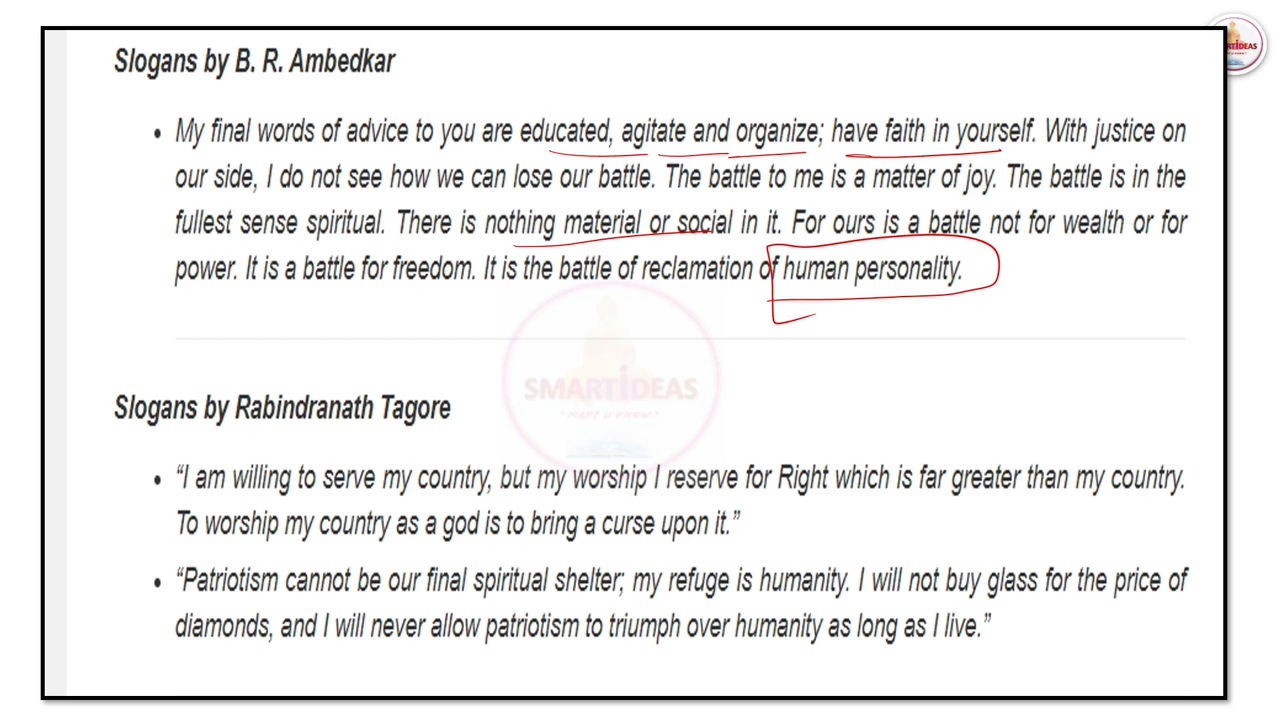 RTIDEAS
Slogans by B. R. Ambedkar
• My final words of advice to you are educated, agitate and organize; have faith in yourself. With justice on
our side, I do not see how we can lose our battle. The battle to me is a matter of joy. The battle is in the
fullest sense spiritual. There is nothing material or social in it. For ours is a battle not for wealth or for
power. It is a battle for freedom. It is the battle of reclamation of human personality.
SMARTIDEAS
Slogans by Rabindranath Tagore
• “I am willing to serve my country, but my worship I reserve for Right which is far greater than my country.
To worship my country as a god is to bring a curse upon it.”
• “Patriotism cannot be our final spiritual shelter; my refuge is humanity. I will not buy glass for the price of
diamonds, and I will never allow patriotism to triumph over humanity as long as I live.”